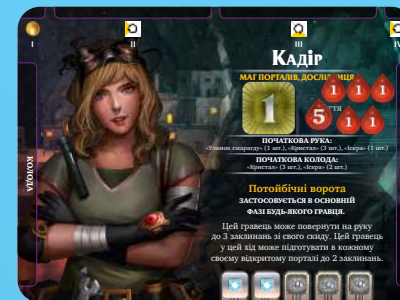 I
II
III
КОЛОДА
Кадір
МАГ ПОРТАЛІВ, ДОСЛІДНИЦЯ
1
1 1 1
5 1 1
ПОЧАТКОВА РУКА:
«Уламок смарагду» (1 шт.), «Кристал» (3 шт.), «Іскра» (1 шт.)
ПОЧАТКОВА КОЛОДА:
«Кристал» (3 шт.), «Іскра» (2 шт.)
Потойбічні ворота
ЗАСТОСОВУЄТЬСЯ В ОСНОВНІЙ
ФАЗІ БУДЬ-ЯКОГО ГРАВЦЯ.
Цей гравець може повернути на руку
до 3 заклинань зі свого скиду. Цей гравець
у цей хід може підготувати в кожному
своєму відкритому порталі до 2 заклинань.